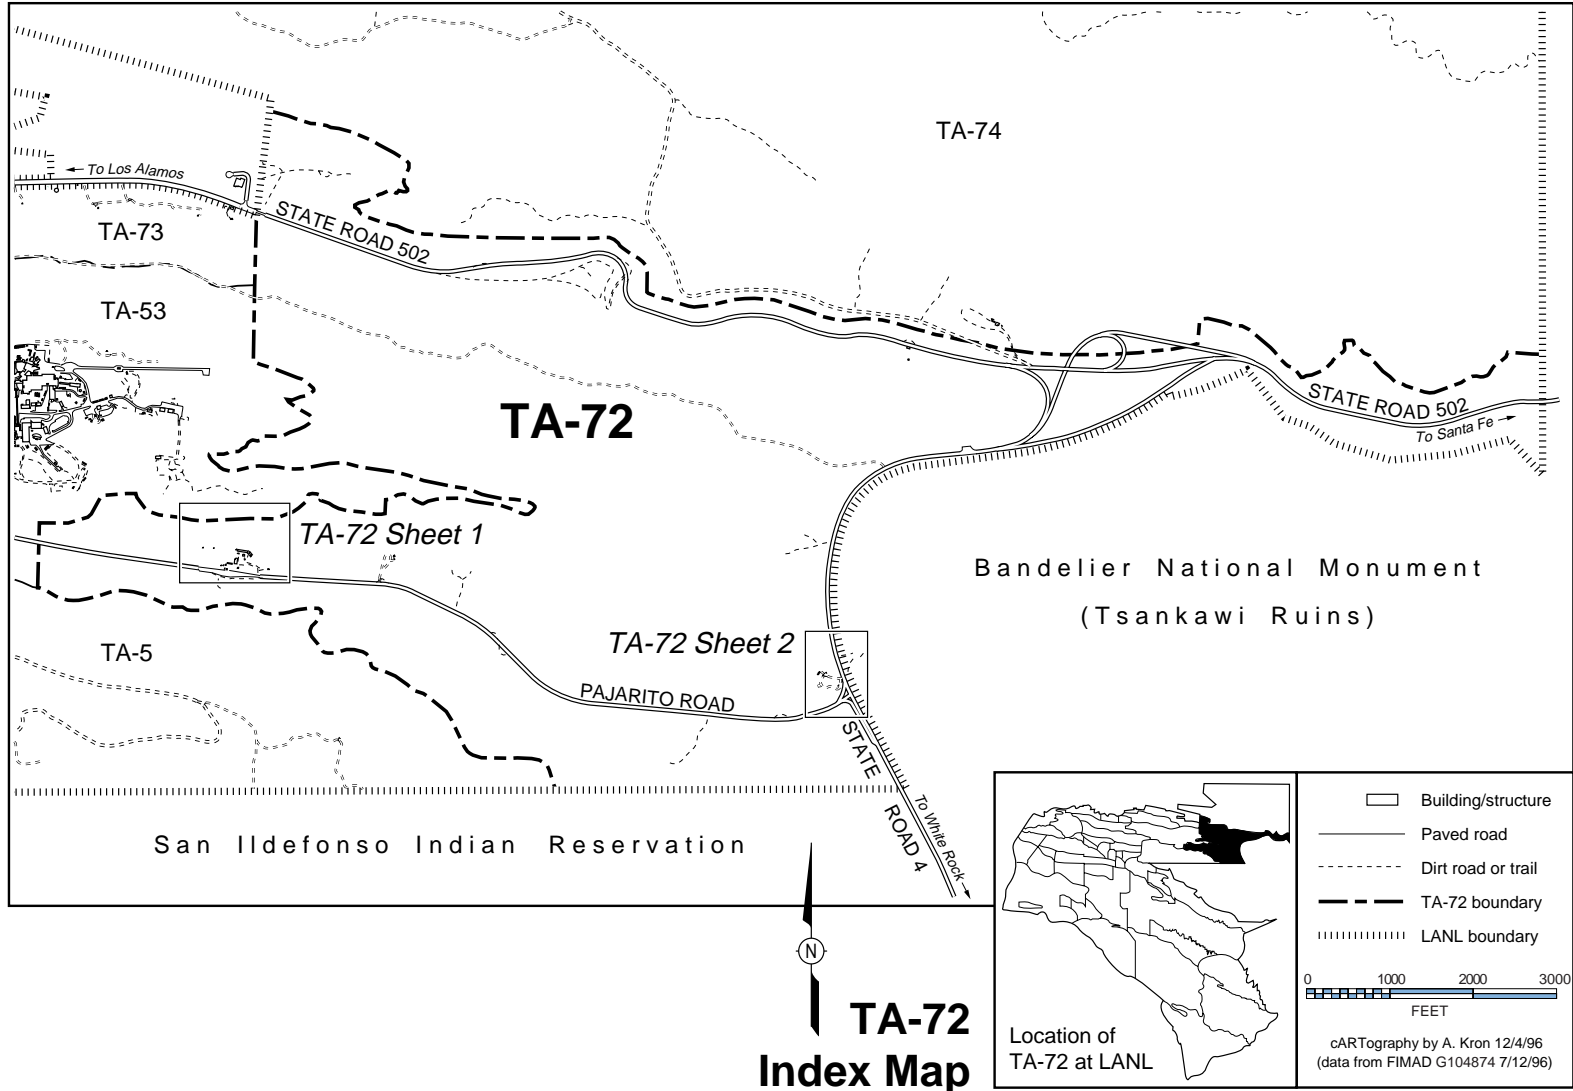 TA-74
← To Los Alamos
STATE ROAD 502
TA-73
TA-53
TA-72
STATE ROAD 502
To Santa Fe →
TA-72 Sheet 1
Bandelier National Monument
(Tsankawi Ruins)
TA-72 Sheet 2
TA-5
PAJARITO ROAD
STATE
ROAD 4
To White Rock →
San Ildefonso Indian Reservation
N
TA-72
Index Map
Location of
TA-72 at LANL
Building/structure
Paved road
Dirt road or trail
TA-72 boundary
LANL boundary
0 1000 2000 3000
FEET
cARTography by A. Kron 12/4/96
(data from FIMAD G104874 7/12/96)